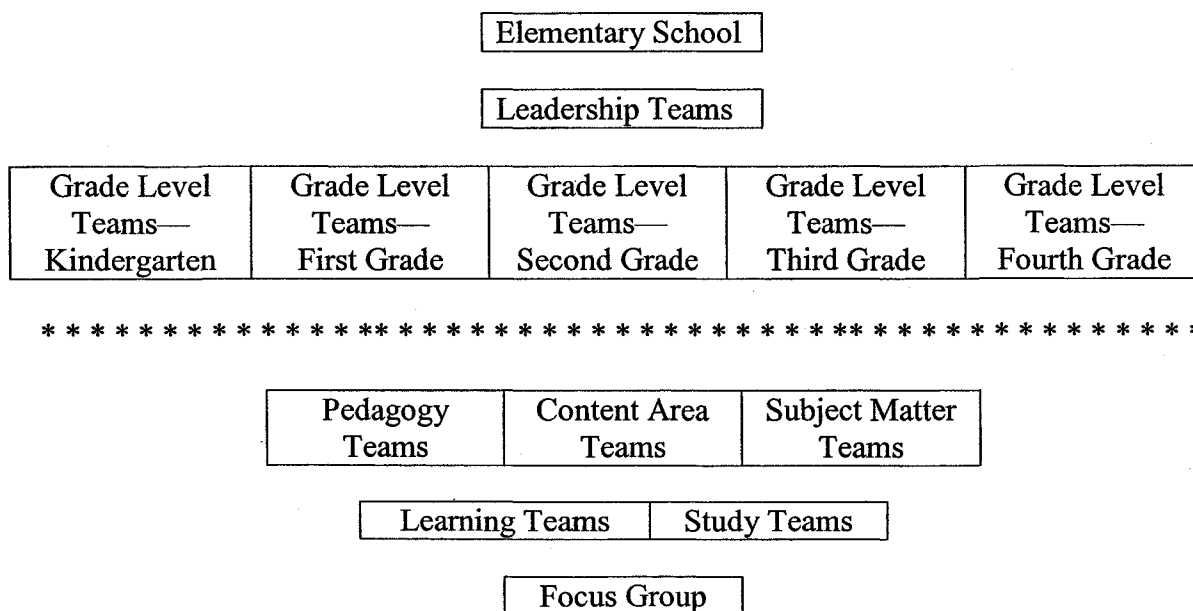 Elementary School
Leadership Teams
Grade Level Teams—Kindergarten
Grade Level Teams—First Grade
Grade Level Teams—Second Grade
Grade Level Teams—Third Grade
Grade Level Teams—Fourth Grade
* * * * * * * * * * * * * ** * * * * * * * * * * * * * * * * * * ** * * * * * * * * * * * * * *
Pedagogy Teams
Content Area Teams
Subject Matter Teams
Learning Teams
Study Teams
Focus Group